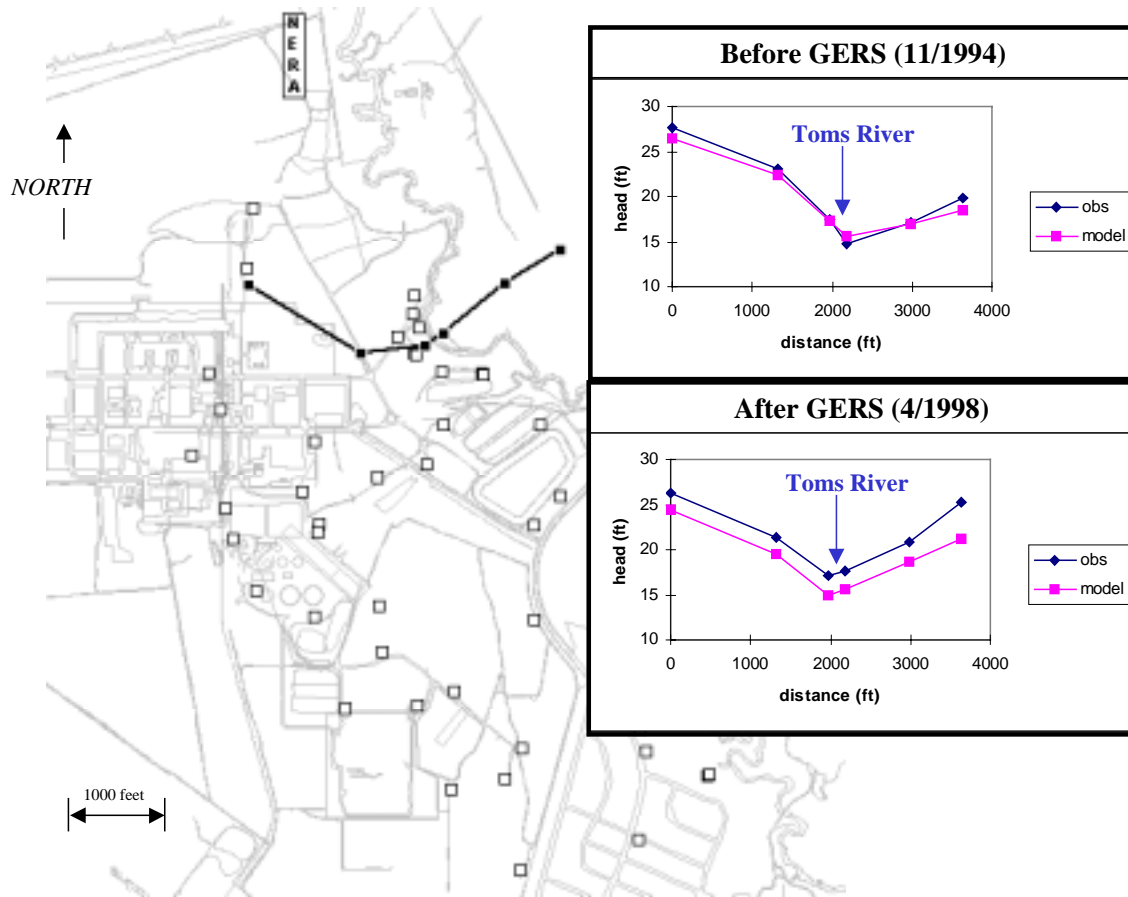 N
E
R
A
NORTH
1000 feet
Before GERS (11/1994)
30
25
20
15
10
head (ft)
Toms River
0 1000 2000 3000 4000
distance (ft)
obs
model
After GERS (4/1998)
30
25
20
15
10
head (ft)
Toms River
0 1000 2000 3000 4000
distance (ft)
obs
model